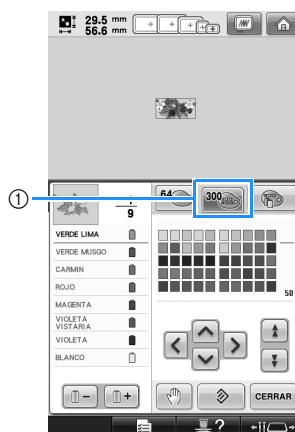 29.5 mm
56.6 mm
1
64
300
9
VERDE LIMA
VERDE MUSGO
CARMIN
ROJO
MAGENTA
VIOLETA
VISTARIA
VIOLETA
BLANCO
50
CERRAR
?